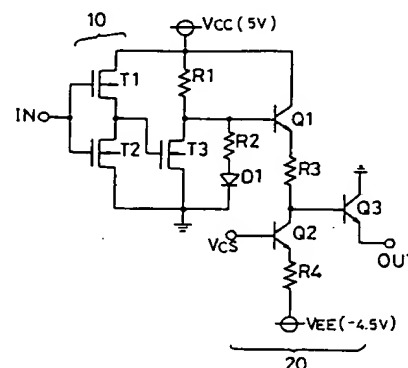 10
VCC (5V)
T1
R1
IN
Q1
T2
T3
R2
D1
R3
Q3
VCS
Q2
OUT
R4
VEE (-4.5V)
20